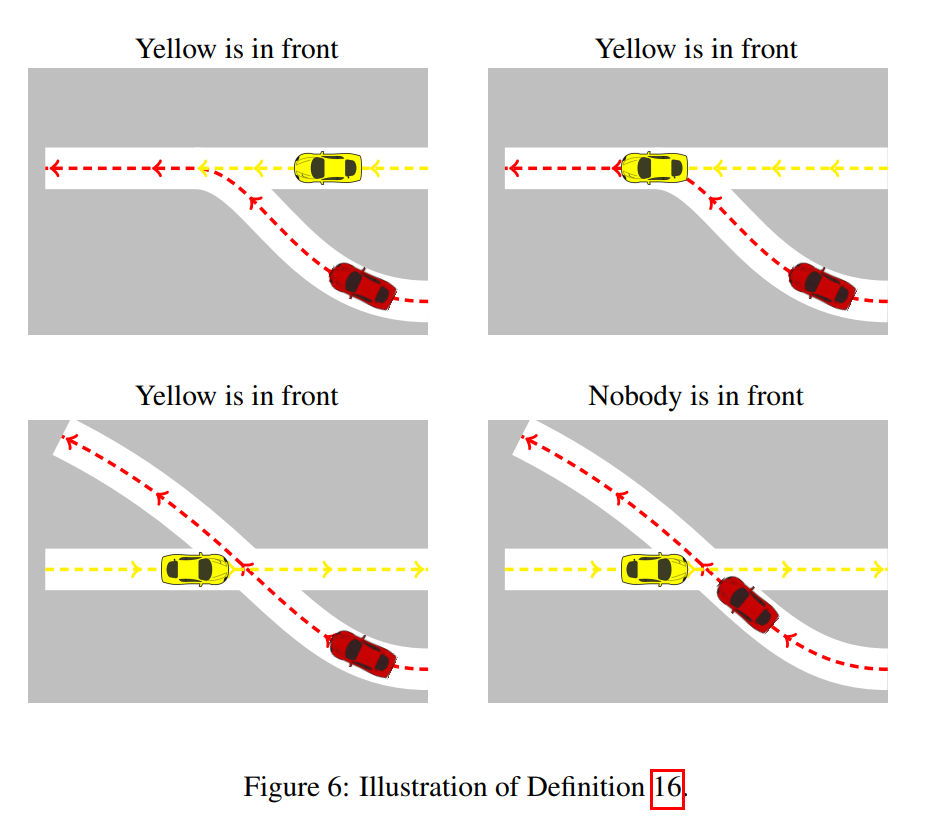 Yellow is in front
Yellow is in front
Yellow is in front
Nobody is in front
Figure 6: Illustration of Definition 16.